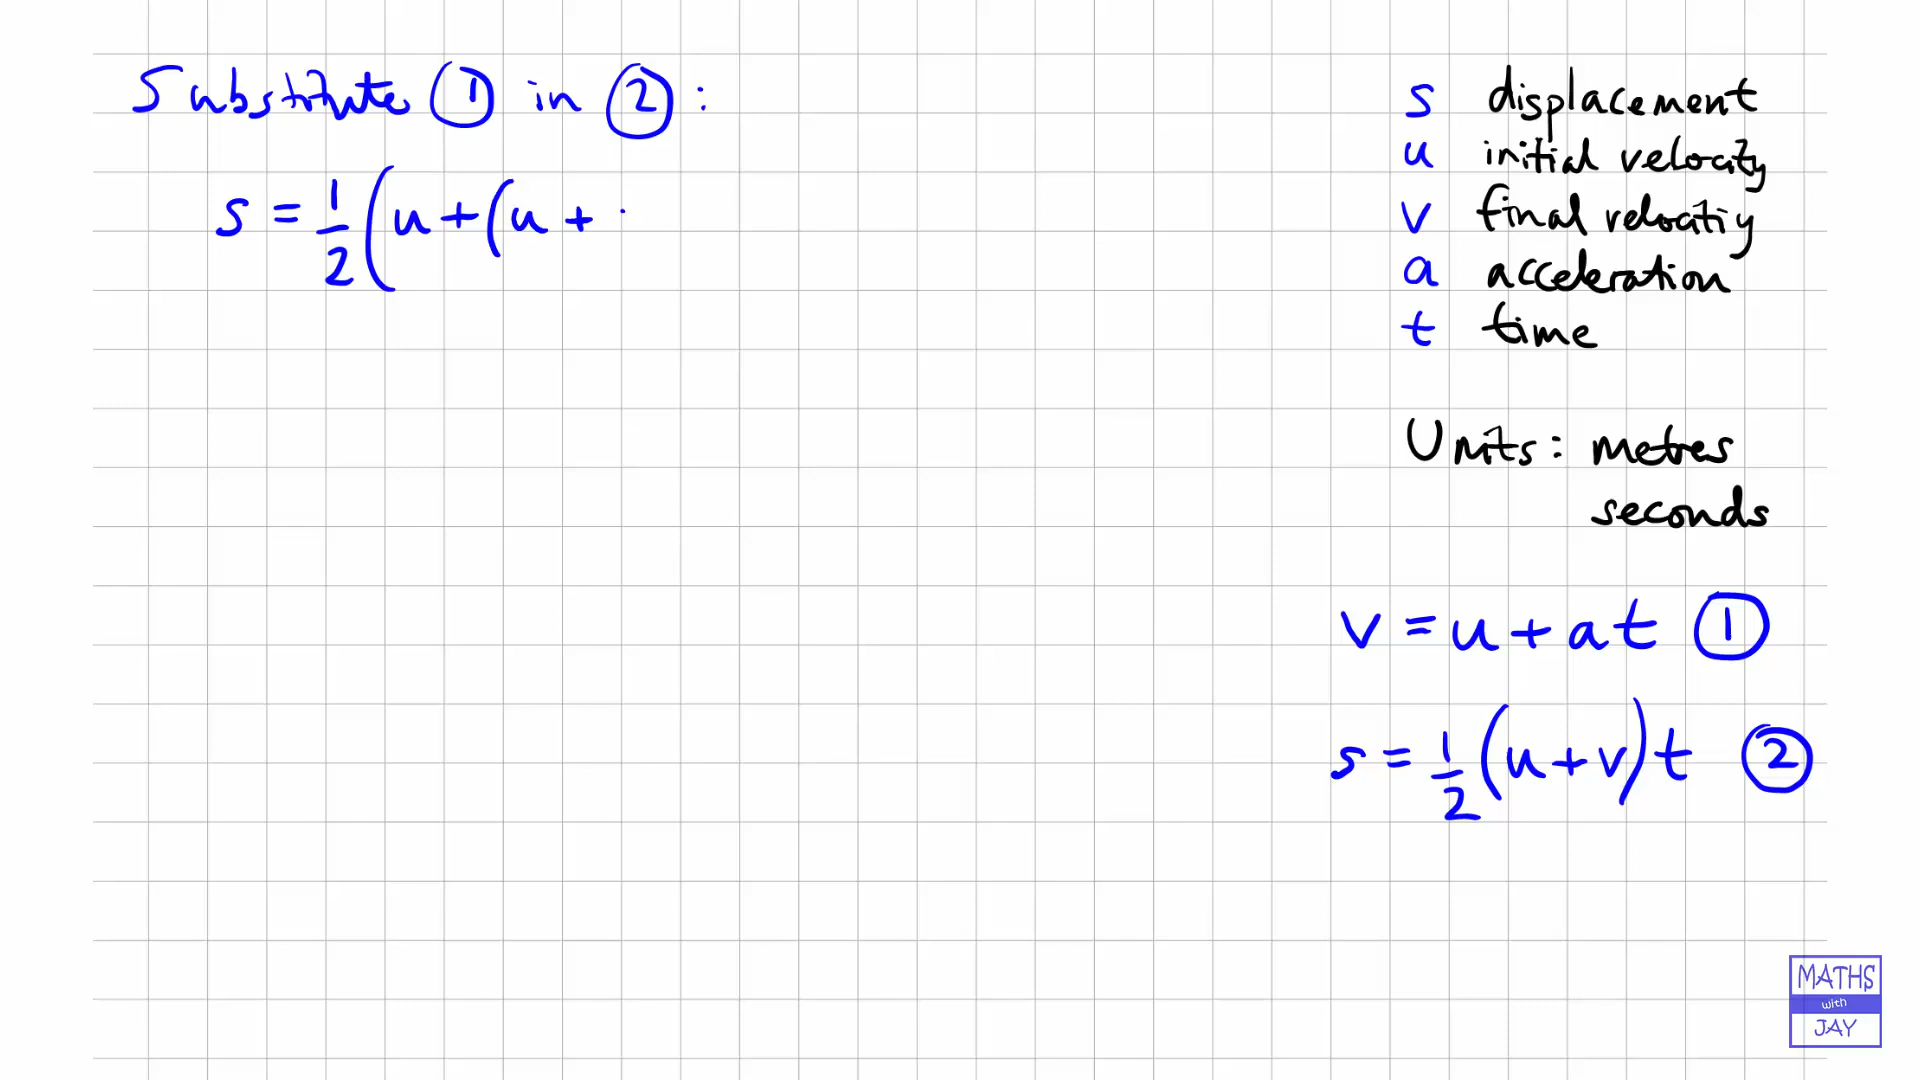 Substitute ① in ②:
s = 1/2 (u + (u +
s displacement
u initial velocity
v final velocatiy
a acceleration
t time
Units: metres
seconds
v = u + at ①
s = 1/2 (u + v) t ②
MATHS
with
JAY